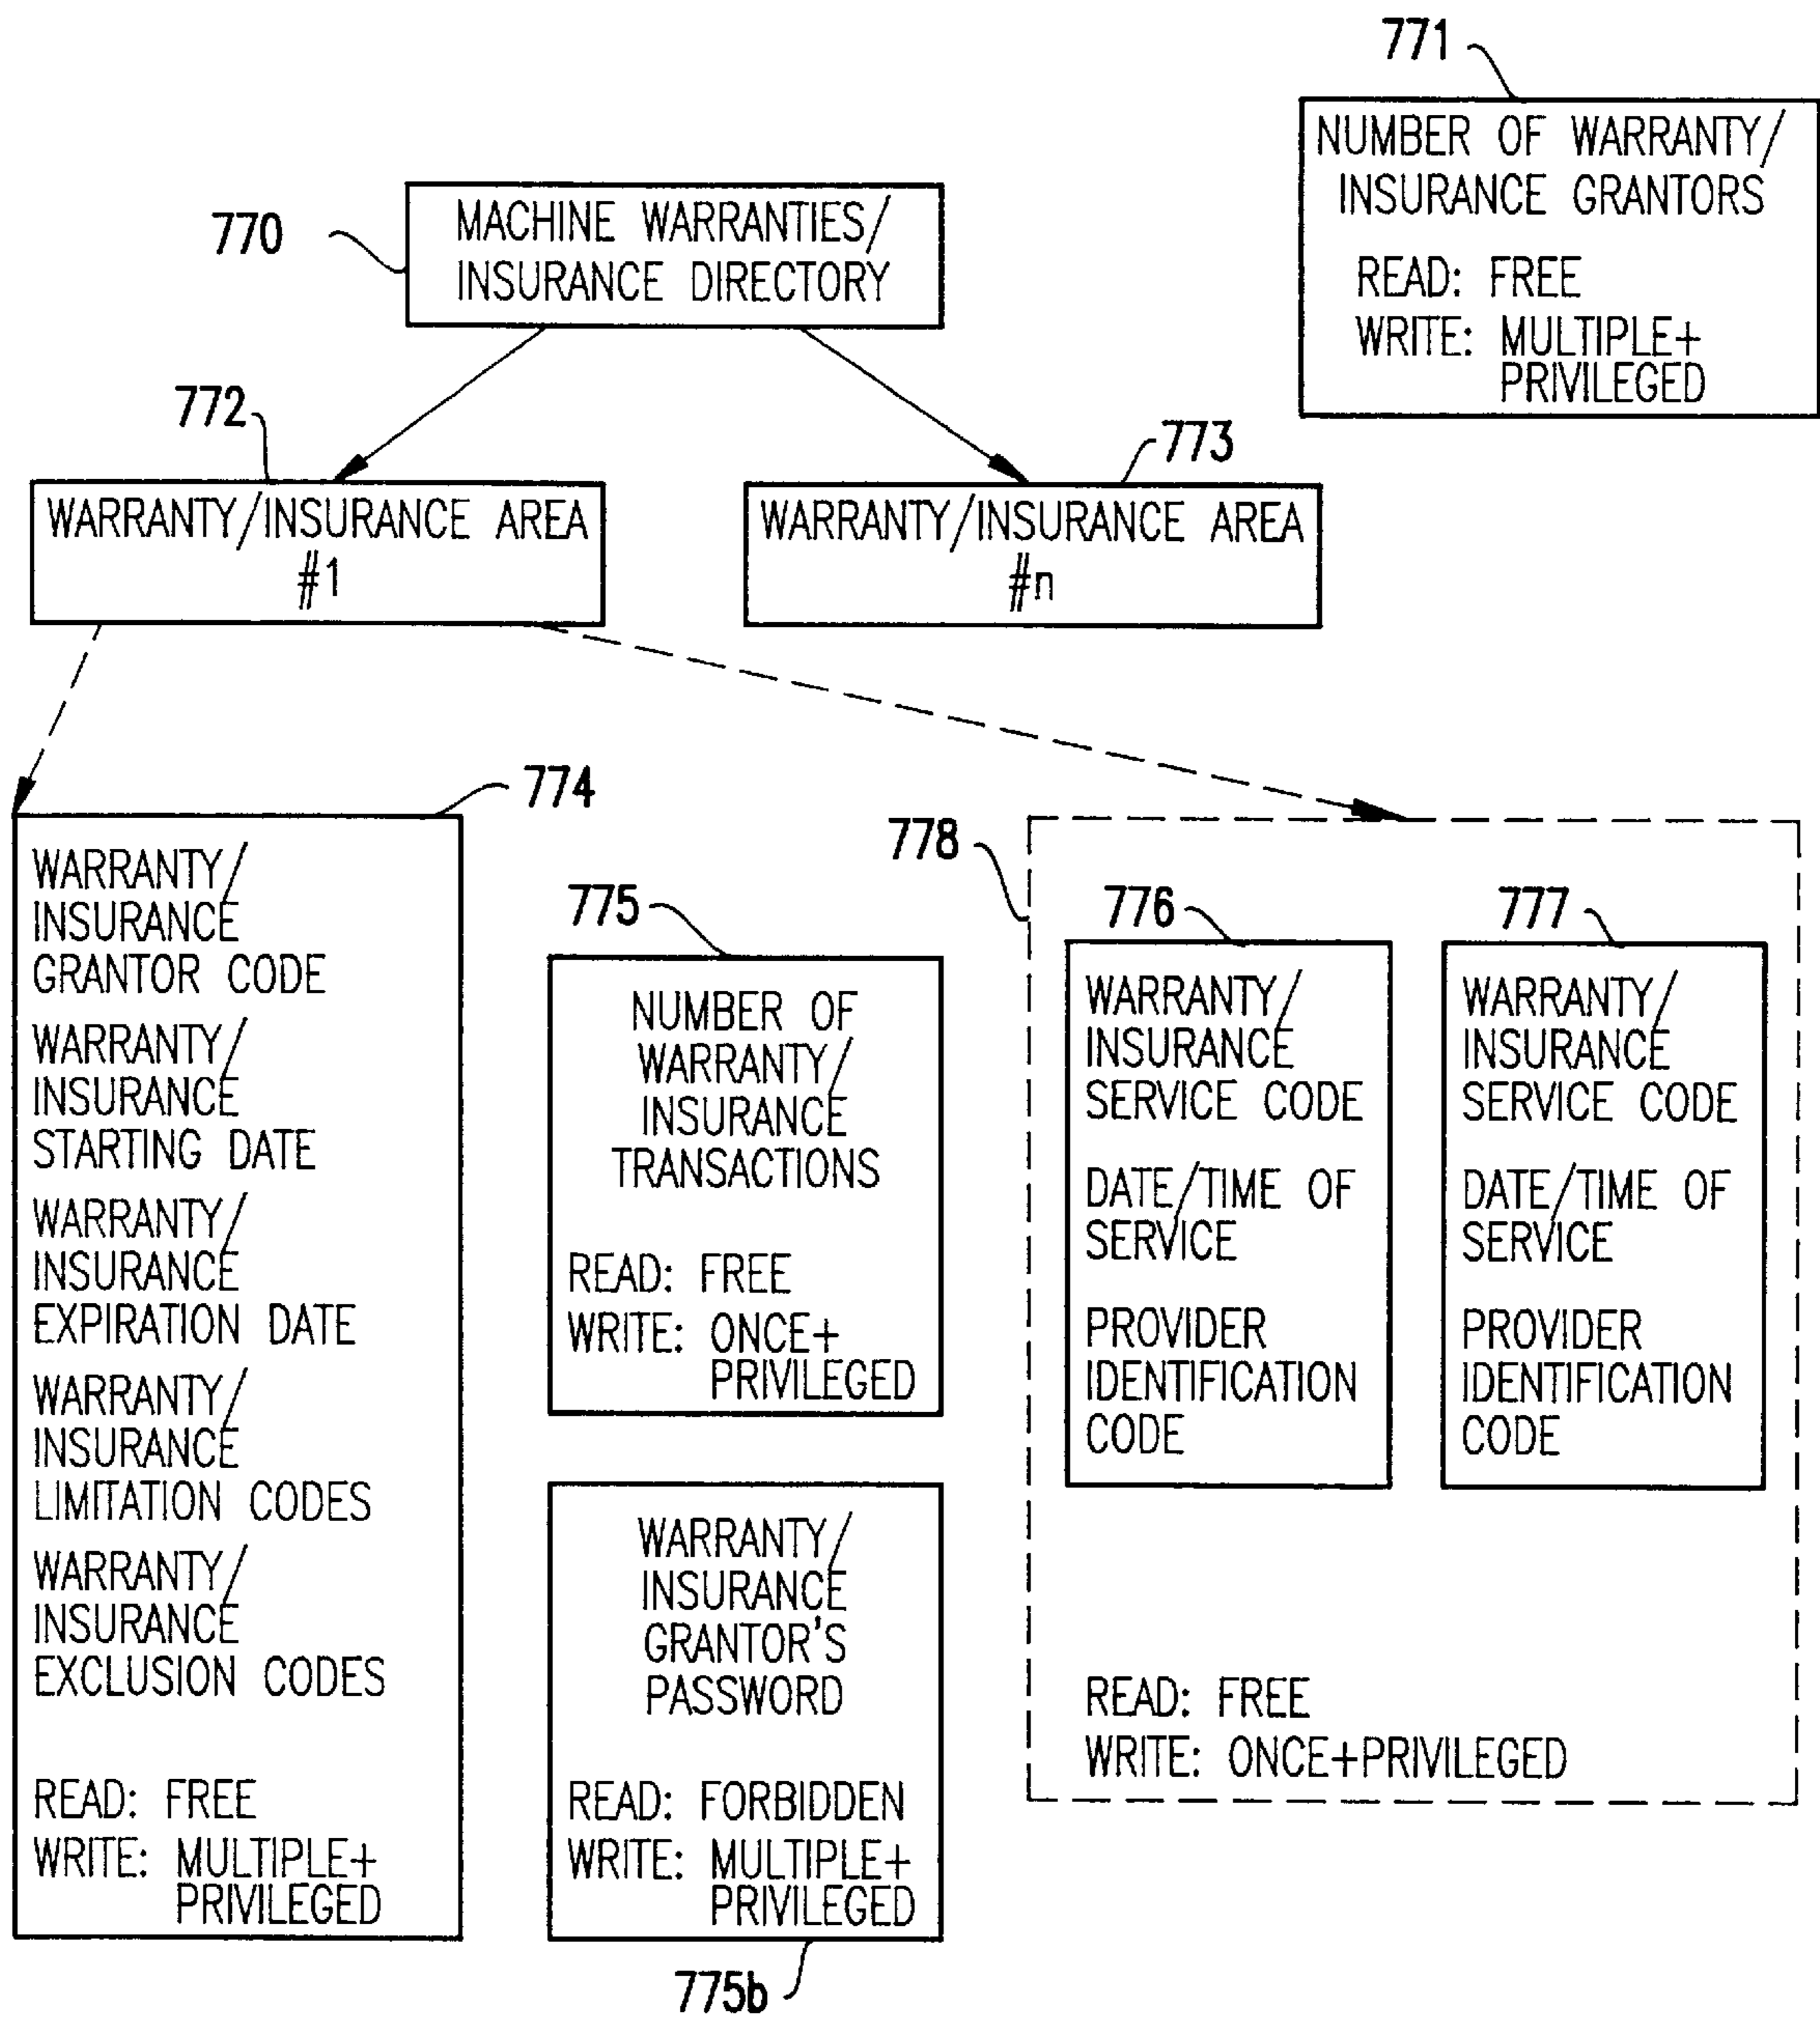 771
NUMBER OF WARRANTY/
INSURANCE GRANTORS
READ: FREE
WRITE: MULTIPLE+
PRIVILEGED
770
MACHINE WARRANTIES/
INSURANCE DIRECTORY
772
WARRANTY/INSURANCE AREA
#1
773
WARRANTY/INSURANCE AREA
#n
774
WARRANTY/
INSURANCE
GRANTOR CODE
WARRANTY/
INSURANCE
STARTING DATE
WARRANTY/
INSURANCE
EXPIRATION DATE
WARRANTY/
INSURANCE
LIMITATION CODES
WARRANTY/
INSURANCE
EXCLUSION CODES
READ: FREE
WRITE: MULTIPLE+
PRIVILEGED
775
NUMBER OF
WARRANTY/
INSURANCE
TRANSACTIONS
READ: FREE
WRITE: ONCE+
PRIVILEGED
WARRANTY/
INSURANCE
GRANTOR'S
PASSWORD
READ: FORBIDDEN
WRITE: MULTIPLE+
PRIVILEGED
775b
778
776
WARRANTY/
INSURANCE
SERVICE CODE
DATE/TIME OF
SERVICE
PROVIDER
IDENTIFICATION
CODE
777
WARRANTY/
INSURANCE
SERVICE CODE
DATE/TIME OF
SERVICE
PROVIDER
IDENTIFICATION
CODE
READ: FREE
WRITE: ONCE+PRIVILEGED